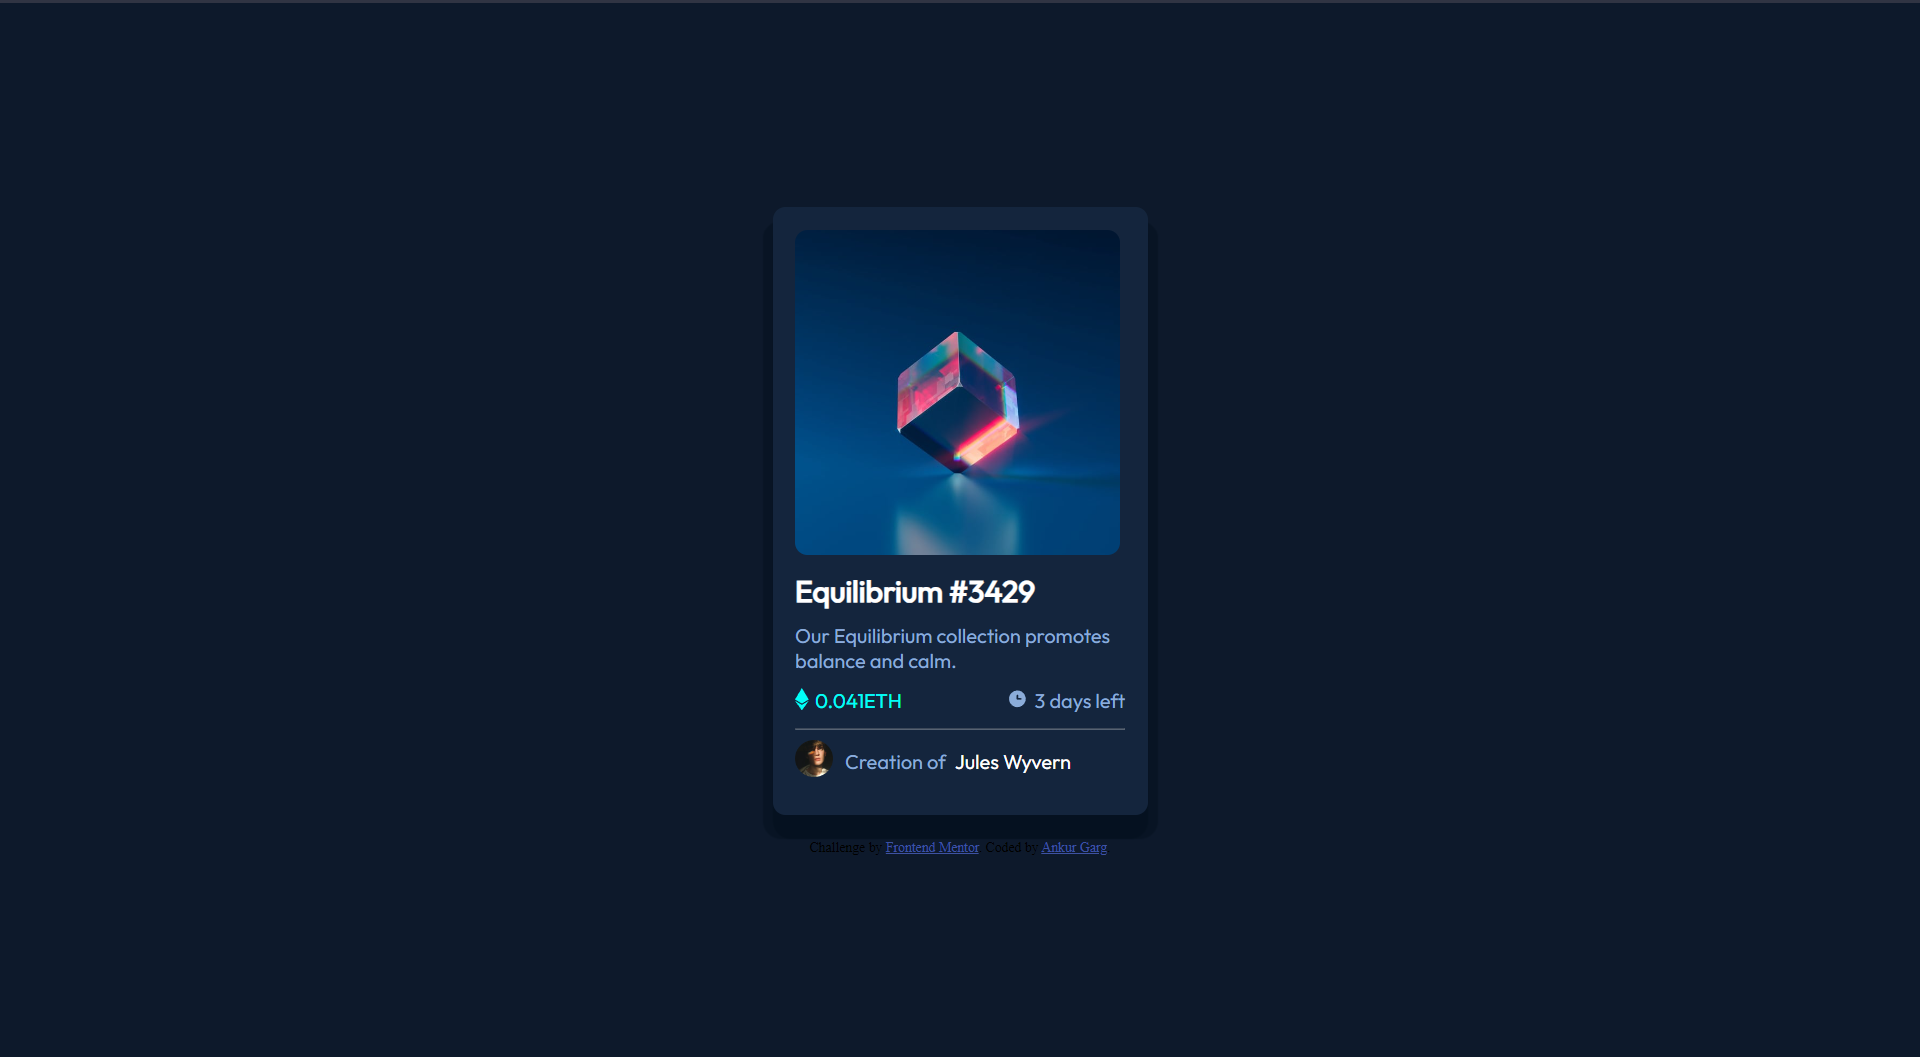 Equilibrium #3429
Our Equilibrium collection promotes
balance and calm.
0.041ETH 3 days left
Creation of Jules Wyvern
Challenge by Frontend Mentor. Coded by Ankur Garg